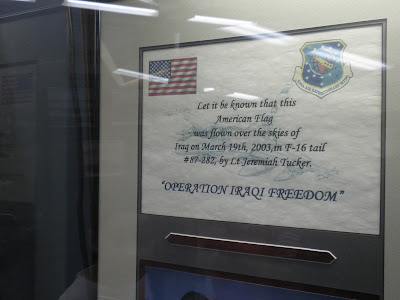 Let it be known that this
American Flag
was flown over the skies of
Iraq on March 19th, 2003, in F-16 tail
#87-282, by Lt Jeremiah Tucker.
"OPERATION IRAQI FREEDOM"